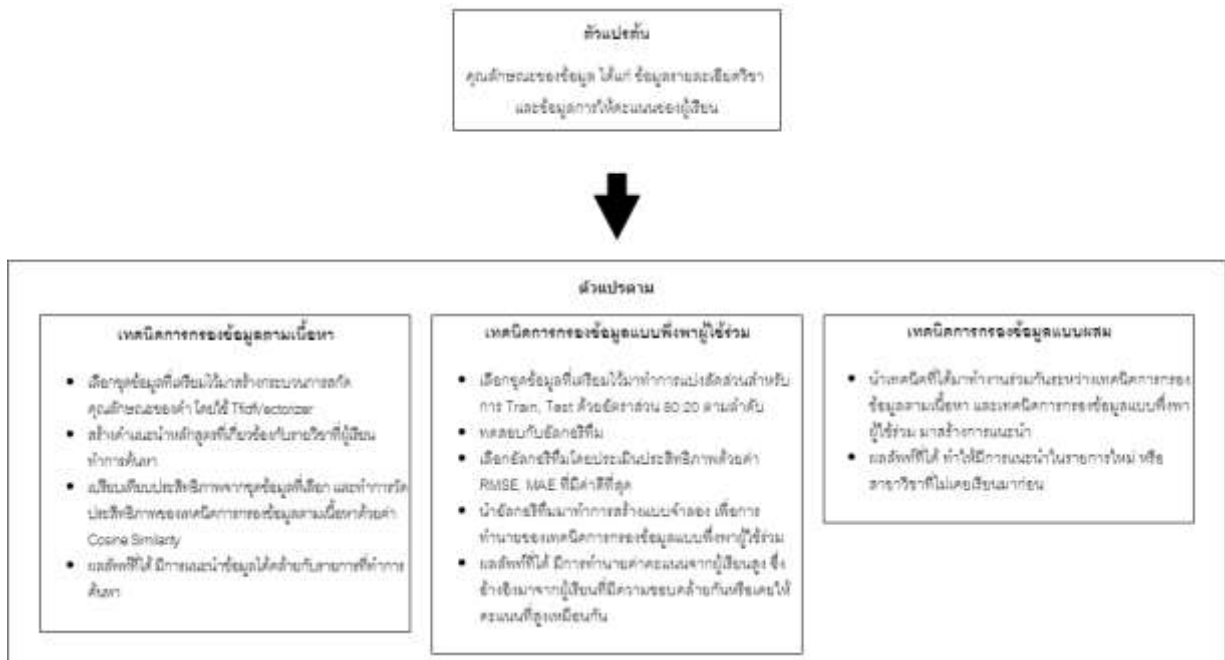 ตัวแปรต้น
คุณลักษณะของข้อมูล ได้แก่ ข้อมูลรายละเอียดวิชา
และข้อมูลการให้คะแนนของผู้เรียน
ตัวแปรตาม
เทคนิคการกรองข้อมูลตามเนื้อหา
• เลือกชุดข้อมูลที่เตรียมไว้มาสร้างกระบวนการสกัด
คุณลักษณะของคำ โดยใช้ TfidfVectorizer
• สร้างคำแนะนำหลักสูตรที่เกี่ยวข้องกับรายวิชาที่ผู้เรียน
ทำการค้นหา
• เปรียบเทียบประสิทธิภาพจากชุดข้อมูลที่เลือก และทำการวัด
ประสิทธิภาพของเทคนิคการกรองข้อมูลตามเนื้อหาด้วยค่า
Cosine Similarity
• ผลลัพท์ที่ได้ มีการแนะนำข้อมูลได้คล้ายกับรายการที่ทำการ
ค้นหา
เทคนิคการกรองข้อมูลแบบพึ่งพาผู้ใช้ร่วม
• เลือกชุดข้อมูลที่เตรียมไว้มาทำการแบ่งสัดส่วนสำหรับ
การ Train, Test ด้วยอัตราส่วน 80:20 ตามลำดับ
• ทดสอบกับอัลกอริทึม
• เลือกอัลกอริทึมโดยประเมินประสิทธิภาพด้วยค่า
RMSE, MAE ที่มีค่าดีที่สุด
• นำอัลกอริทึมมาทำการสร้างแบบจำลอง เพื่อการ
ทำนายของเทคนิคการกรองข้อมูลแบบพึ่งพาผู้ใช้ร่วม
• ผลลัพท์ที่ได้ มีการทำนายค่าคะแนนจากผู้เรียนสูง ซึ่ง
อ้างอิงมาจากผู้เรียนที่มีความชอบคล้ายกันหรือเคยให้
คะแนนที่สูงเหมือนกัน
เทคนิคการกรองข้อมูลแบบผสม
• นำเทคนิคที่ได้มาทำงานร่วมกันระหว่างเทคนิคการกรอง
ข้อมูลตามเนื้อหา และเทคนิคการกรองข้อมูลแบบพึ่งพา
ผู้ใช้ร่วม มาสร้างการแนะนำ
• ผลลัพท์ที่ได้ ทำให้มีการแนะนำในรายการใหม่ หรือ
สาขาวิชาที่ไม่เคยเรียนมาก่อน